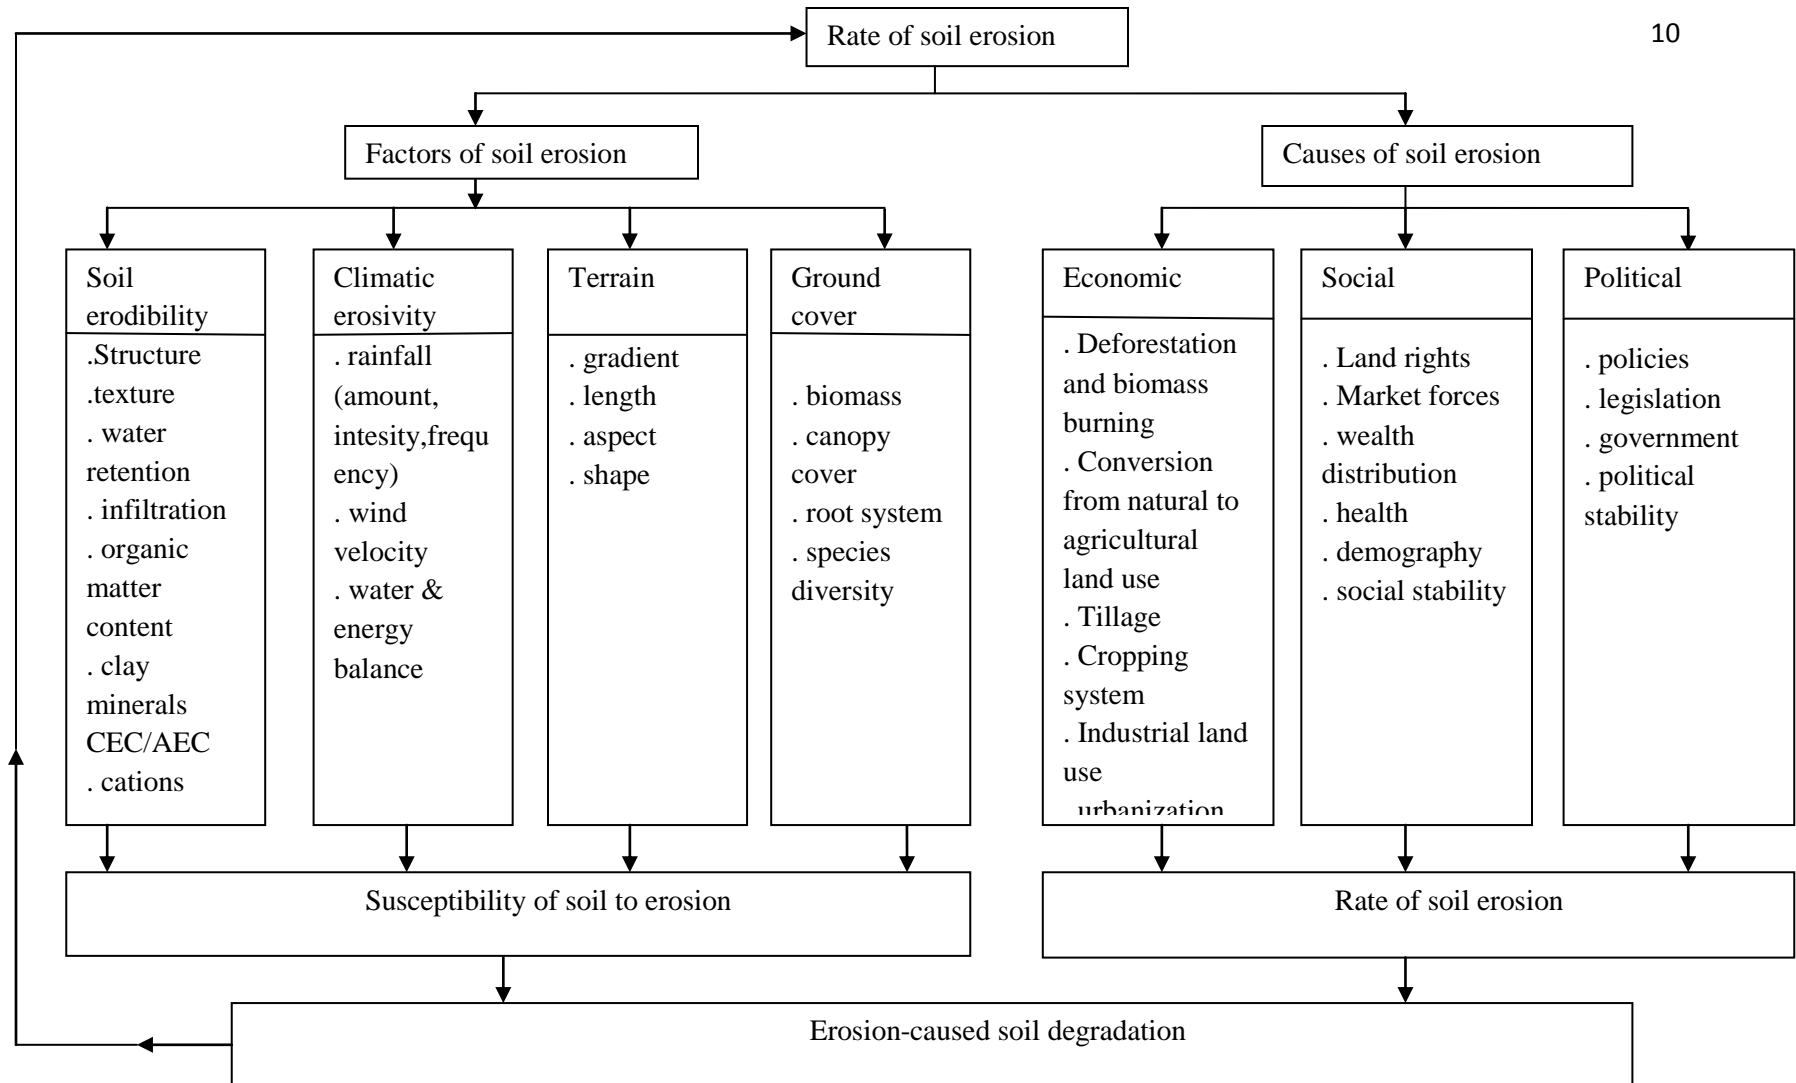 Rate of soil erosion
10
Factors of soil erosion
Causes of soil erosion
Soil
erodibility
.Structure
.texture
. water
retention
. infiltration
. organic
matter
content
. clay
minerals
CEC/AEC
. cations
Climatic
erosivity
. rainfall
(amount,
intesity,frequ
ency)
. wind
velocity
. water &
energy
balance
Terrain
. gradient
. length
. aspect
. shape
Ground
cover
. biomass
. canopy
cover
. root system
. species
diversity
Economic
. Deforestation
and biomass
burning
. Conversion
from natural to
agricultural
land use
. Tillage
. Cropping
system
. Industrial land
use
. urbanization
Social
. Land rights
. Market forces
. wealth
distribution
. health
. demography
. social stability
Political
. policies
. legislation
. government
. political
stability
Susceptibility of soil to erosion
Rate of soil erosion
Erosion-caused soil degradation